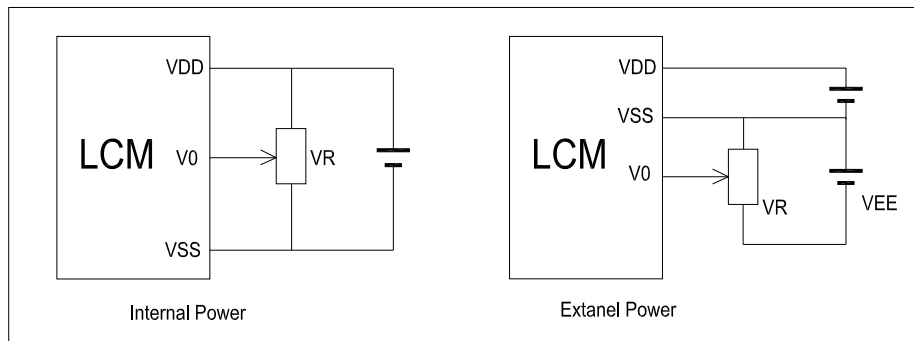 VDD
LCM
V0
VR
VSS
Internal Power
VDD
VSS
LCM
V0
VR
VEE
Extanel Power